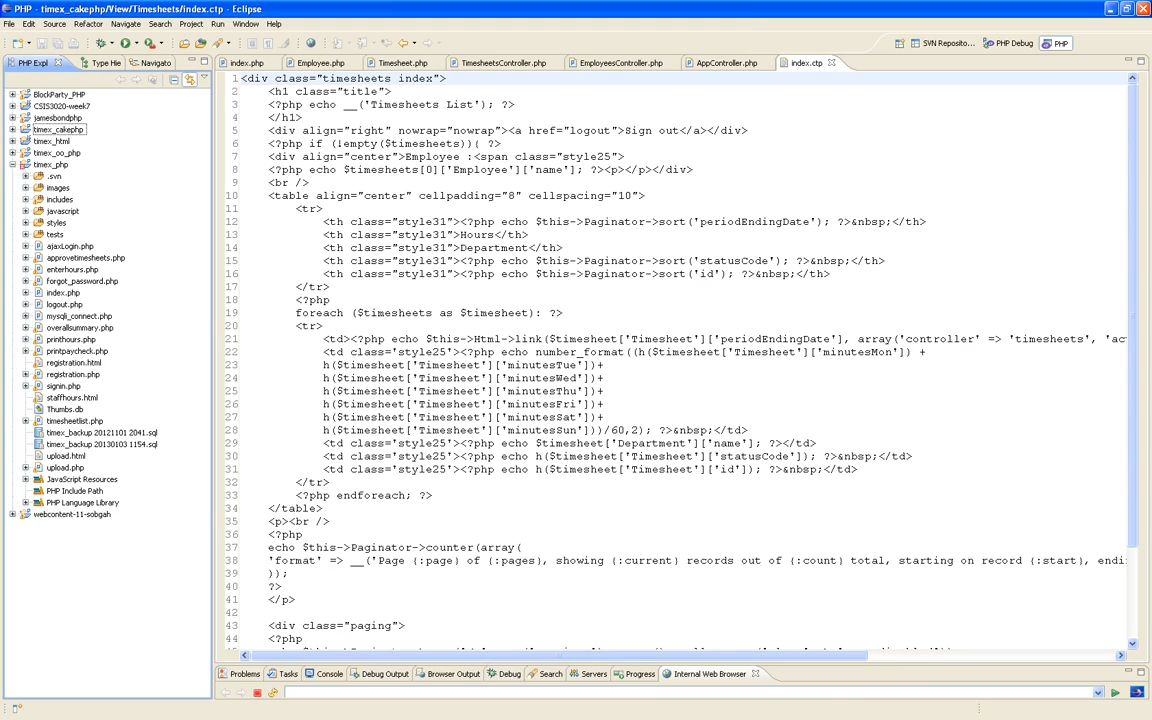 PHP - timex_cakephp/View/Timesheets/index.ctp - Eclipse
File Edit Source Refactor Navigate Search Project Run Window Help
SVN Reposito... PHP Debug PHP
PHP Expl Type Hie Navigato
index.php Employee.php Timesheet.php TimesheetsController.php EmployeesController.php AppController.php index.ctp
BlockParty_PHP
CSIS3020-week7
jamesbondphp
timex_cakephp
timex_html
timex_oo_php
timex_php
.svn
images
includes
javascript
styles
tests
ajaxLogin.php
approvetimesheets.php
enterhours.php
forgot_password.php
index.php
logout.php
mysqli_connect.php
overallsummary.php
printhours.php
printpaycheck.php
registration.html
registration.php
signin.php
staffhours.html
Thumbs.db
timesheetlist.php
timex_backup 20121101 2041.sql
timex_backup 20130103 1154.sql
upload.html
upload.php
JavaScript Resources
PHP Include Path
PHP Language Library
webcontent-11-sobgah
1 <div class="timesheets index">
2 <h1 class="title">
3 <?php echo __('Timesheets List'); ?>
4 </h1>
5 <div align="right" nowrap="nowrap"><a href="logout">Sign out</a></div>
6 <?php if (!empty($timesheets)){ ?>
7 <div align="center">Employee :<span class="style25">
8 <?php echo $timesheets[0]['Employee']['name']; ?><p></p></div>
9 <br />
10 <table align="center" cellpadding="8" cellspacing="10">
11 <tr>
12 <th class="style31"><?php echo $this->Paginator->sort('periodEndingDate'); ?>&nbsp;</th>
13 <th class="style31">Hours</th>
14 <th class="style31">Department</th>
15 <th class="style31"><?php echo $this->Paginator->sort('statusCode'); ?>&nbsp;</th>
16 <th class="style31"><?php echo $this->Paginator->sort('id'); ?>&nbsp;</th>
17 </tr>
18 <?php
19 foreach ($timesheets as $timesheet): ?>
20 <tr>
21 <td><?php echo $this->Html->link($timesheet['Timesheet']['periodEndingDate'], array('controller' => 'timesheets', 'ac
22 <td class='style25'><?php echo number_format((h($timesheet['Timesheet']['minutesMon']) +
23 h($timesheet['Timesheet']['minutesTue'])+
24 h($timesheet['Timesheet']['minutesWed'])+
25 h($timesheet['Timesheet']['minutesThu'])+
26 h($timesheet['Timesheet']['minutesFri'])+
27 h($timesheet['Timesheet']['minutesSat'])+
28 h($timesheet['Timesheet']['minutesSun']))/60,2); ?>&nbsp;</td>
29 <td class='style25'><?php echo $timesheet['Department']['name']; ?></td>
30 <td class='style25'><?php echo h($timesheet['Timesheet']['statusCode']); ?>&nbsp;</td>
31 <td class='style25'><?php echo h($timesheet['Timesheet']['id']); ?>&nbsp;</td>
32 </tr>
33 <?php endforeach; ?>
34 </table>
35 <p><br />
36 <?php
37 echo $this->Paginator->counter(array(
38 'format' => __('Page {:page} of {:pages}, showing {:current} records out of {:count} total, starting on record {:start}, endi
39 ));
40 ?>
41 </p>
42
43 <div class="paging">
44 <?php
Problems Tasks Console Debug Output Browser Output Debug Search Servers Progress Internal Web Browser